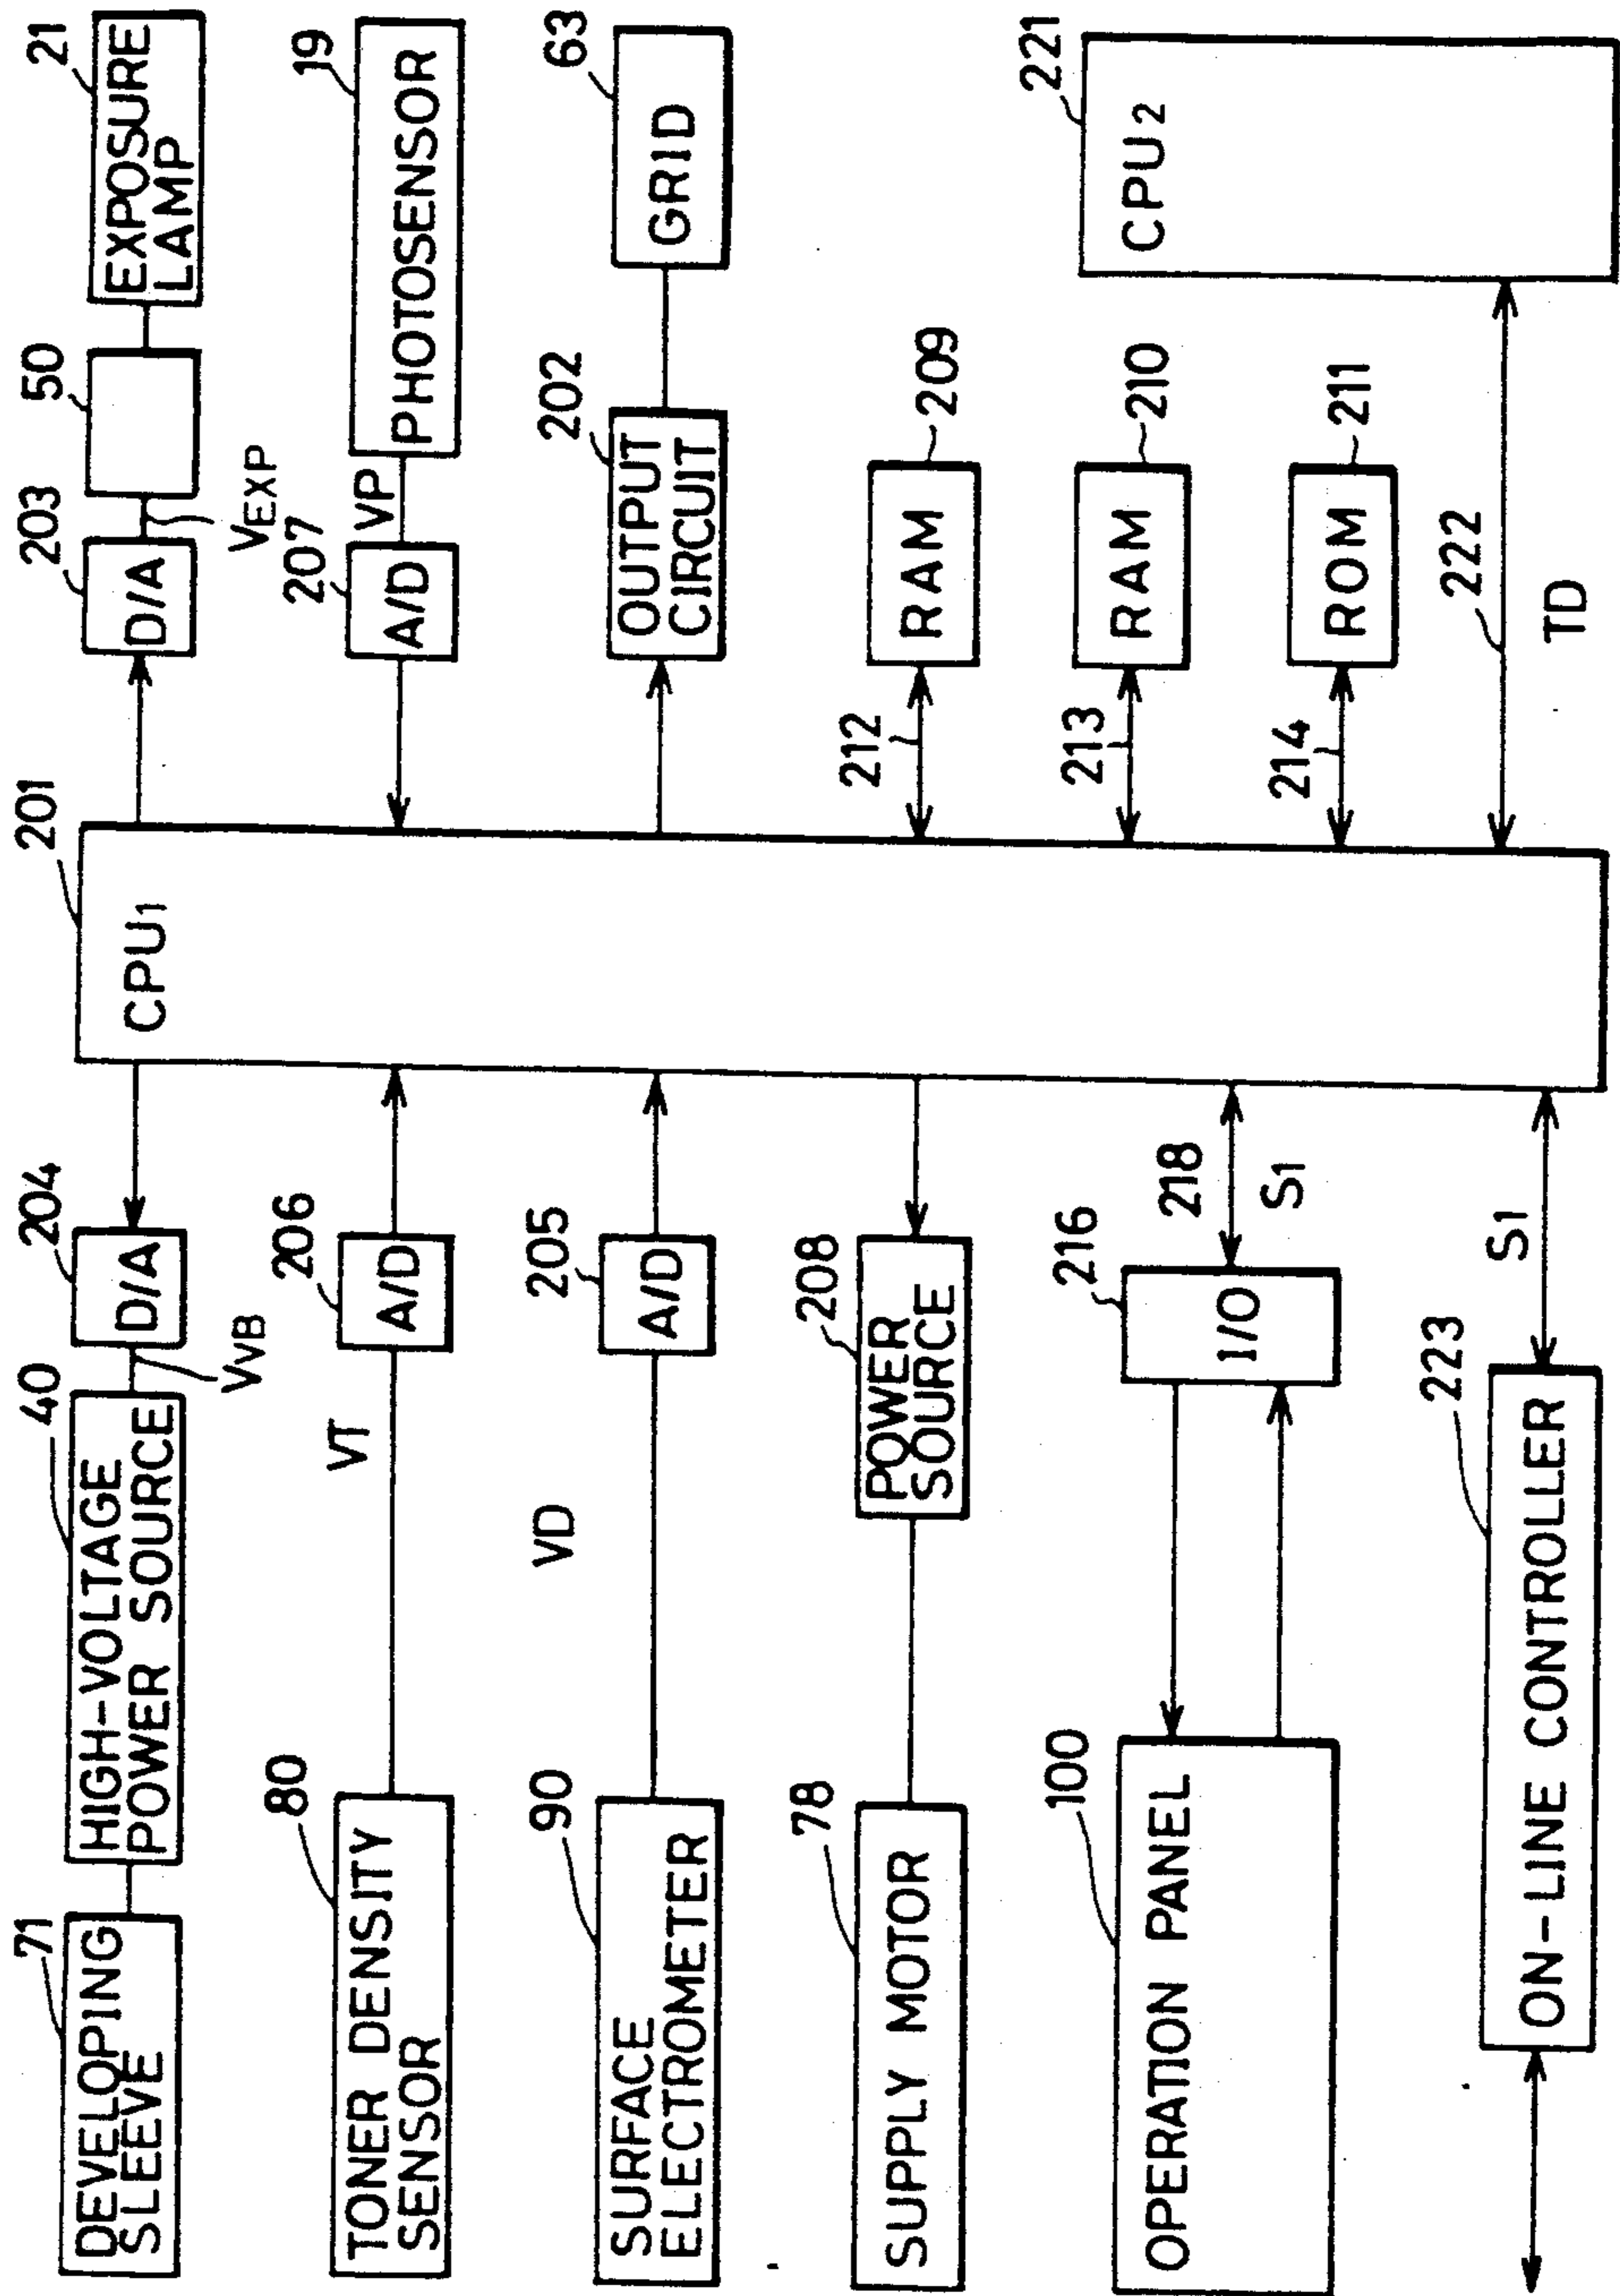 71
DEVELOPING
SLEEVE
40
HIGH-VOLTAGE
POWER SOURCE
VVB
204
D/A
201
CPU1
203
D/A
VEXP
50
21
EXPOSURE
LAMP
80
TONER DENSITY
SENSOR
VT
206
A/D
207
A/D
VP
19
PHOTOSENSOR
90
SURFACE
ELECTROMETER
VD
205
A/D
202
OUTPUT
CIRCUIT
63
GRID
78
SUPPLY MOTOR
208
POWER
SOURCE
212
RAM
209
100
OPERATION PANEL
216
I/O
218
S1
213
RAM
210
214
ROM
211
223
ON-LINE CONTROLLER
S1
222
TD
221
CPU2